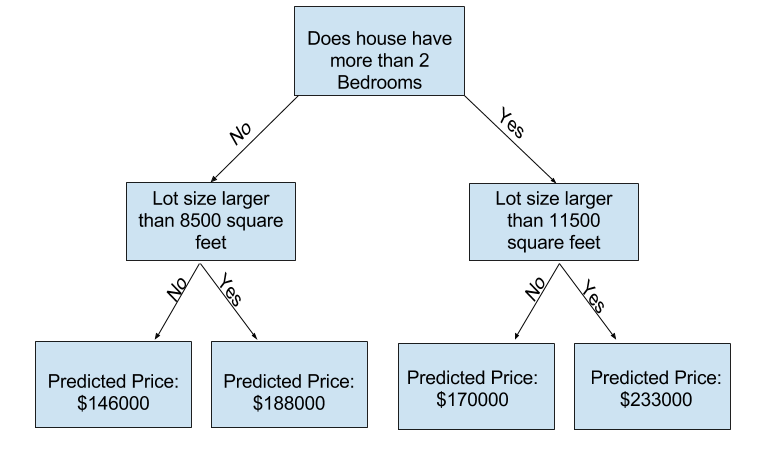 Does house have
more than 2
Bedrooms
No
Yes
Lot size larger
than 8500 square
feet
Lot size larger
than 11500
square feet
No
Yes
No
Yes
Predicted Price:
$146000
Predicted Price:
$188000
Predicted Price:
$170000
Predicted Price:
$233000